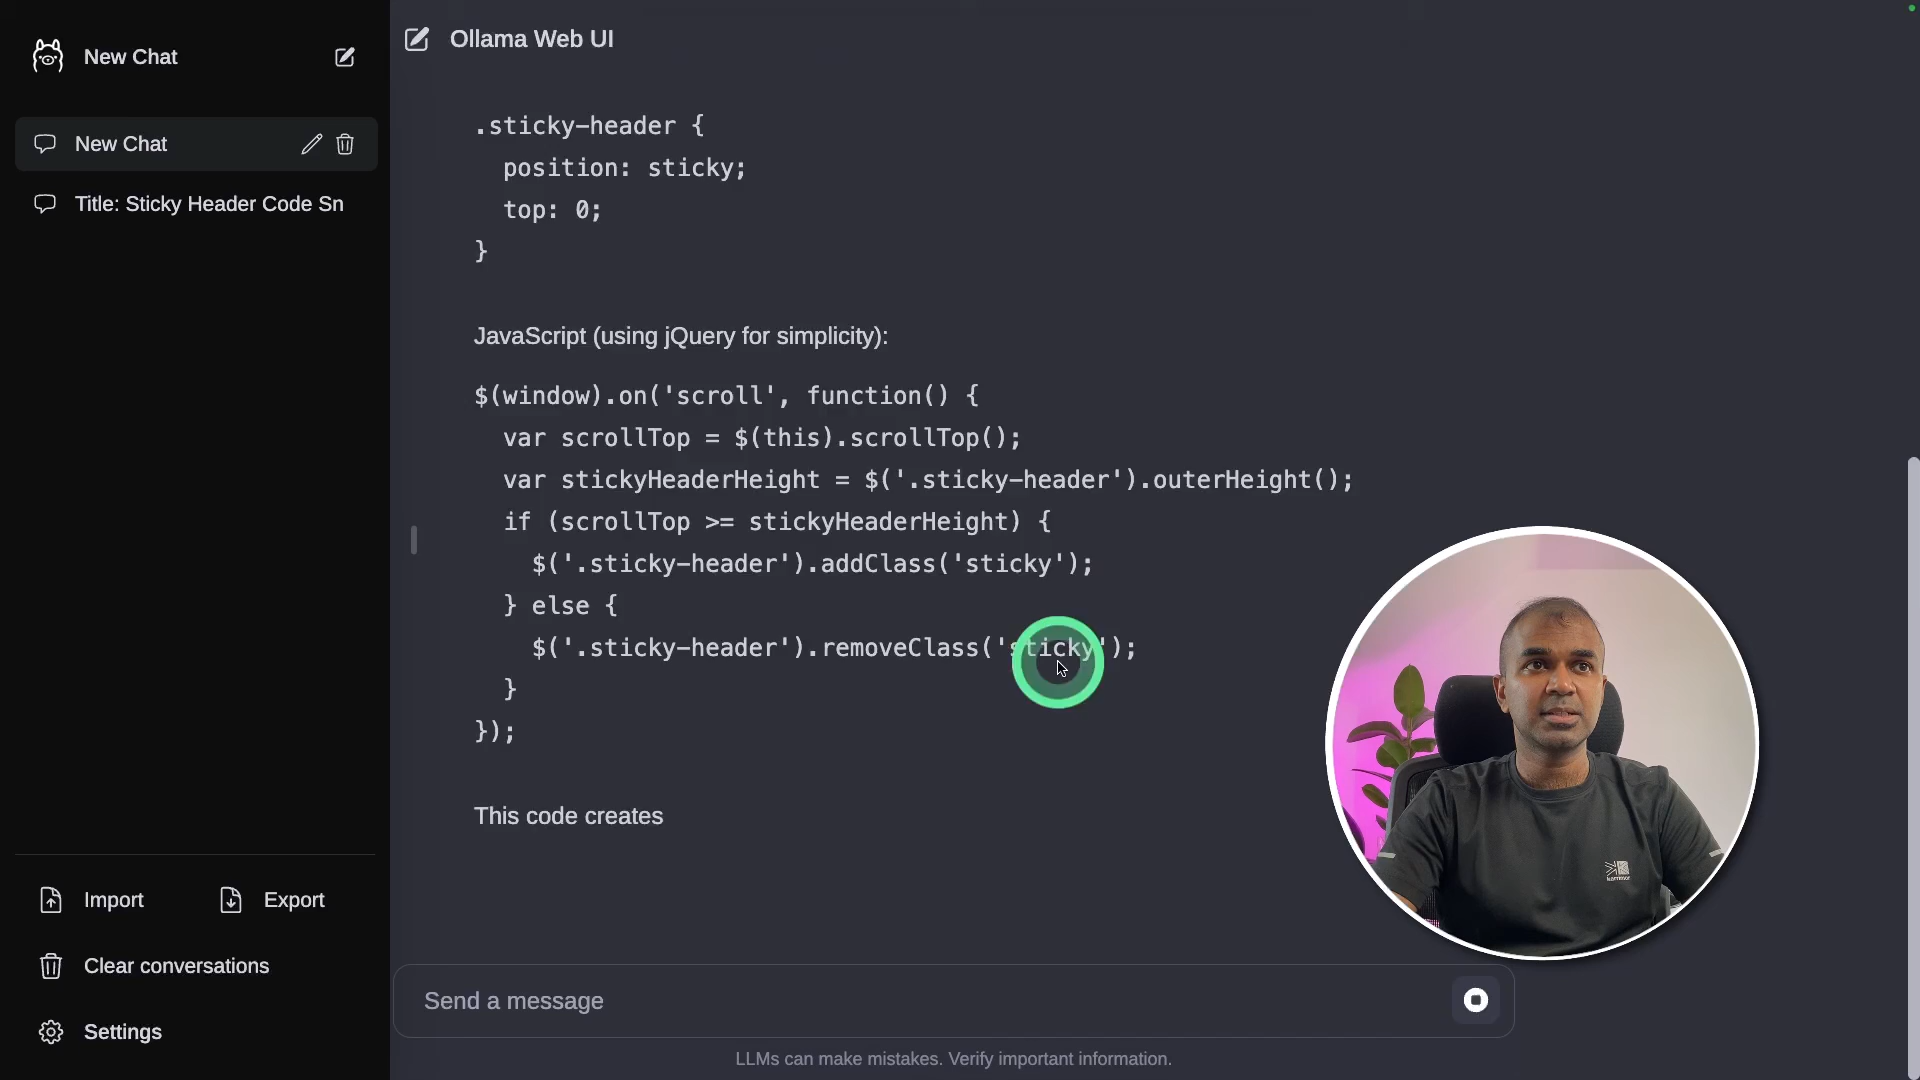 New Chat
New Chat
Title: Sticky Header Code Sn
Import
Export
Clear conversations
Settings
Ollama Web UI
.sticky-header {
position: sticky;
top: 0;
}
JavaScript (using jQuery for simplicity):
$(window).on('scroll', function() {
var scrollTop = $(this).scrollTop();
var stickyHeaderHeight = $('.sticky-header').outerHeight();
if (scrollTop >= stickyHeaderHeight) {
$('.sticky-header').addClass('sticky');
} else {
$('.sticky-header').removeClass('sticky');
}
});
This code creates
Send a message
LLMs can make mistakes. Verify important information.